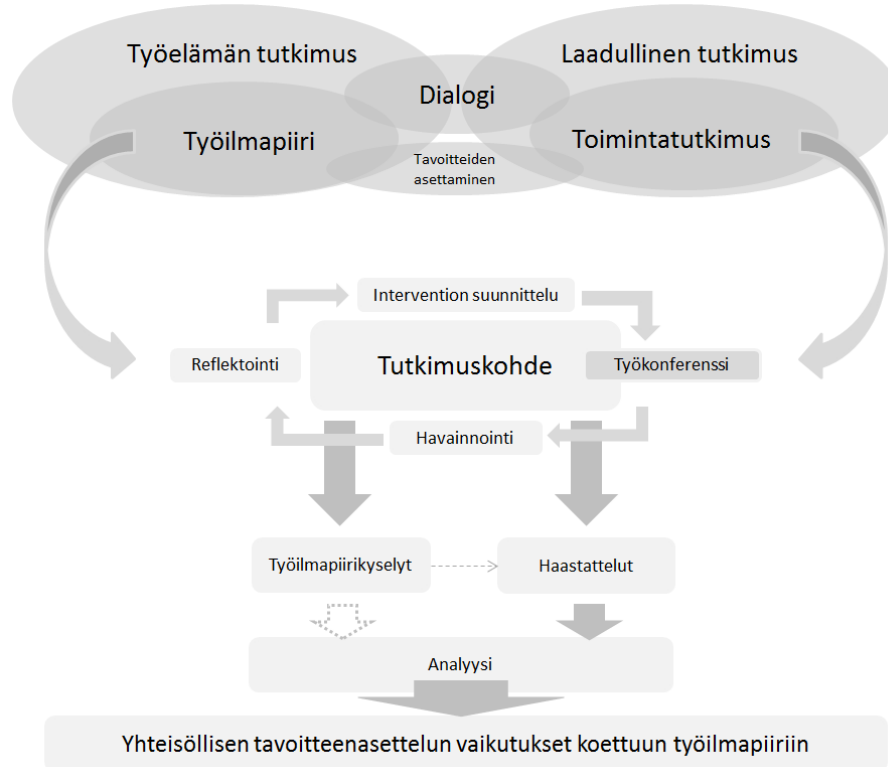 Työelämän tutkimus
Laadullinen tutkimus
Dialogi
Työilmapiiri
Toimintatutkimus
Tavoitteiden
asettaminen
Intervention suunnittelu
Reflektointi
Tutkimuskohde
Työkonferenssi
Havainnointi
Työilmapiirikyselyt
Haastattelut
Analyysi
Yhteisöllisen tavoitteenasettelun vaikutukset koettuun työilmapiiriin